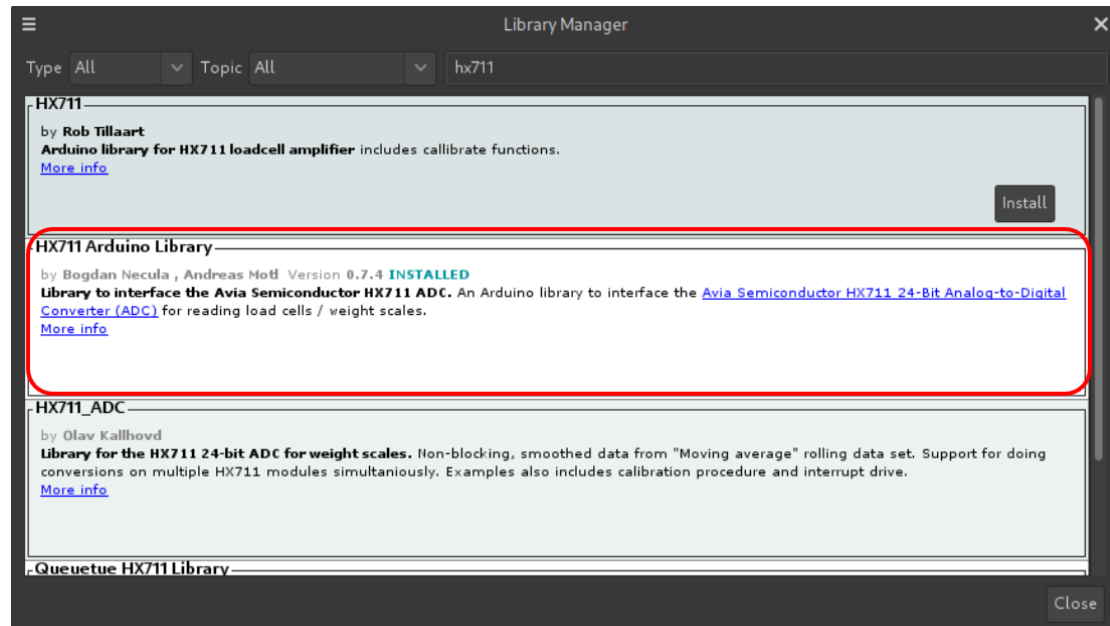 Library Manager
Type All Topic All hx711
HX711
by Rob Tillaart
Arduino library for HX711 loadcell amplifier includes callibrate functions.
More info
Install
HX711 Arduino Library
by Bogdan Necula , Andreas Motl Version 0.7.4 INSTALLED
Library to interface the Avia Semiconductor HX711 ADC. An Arduino library to interface the Avia Semiconductor HX711 24-Bit Analog-to-Digital
Converter (ADC) for reading load cells / weight scales.
More info
HX711_ADC
by Olav Kallhovd
Library for the HX711 24-bit ADC for weight scales. Non-blocking, smoothed data from "Moving average" rolling data set. Support for doing
conversions on multiple HX711 modules simultaniously. Examples also includes calibration procedure and interrupt drive.
More info
Queuetue HX711 Library
Close